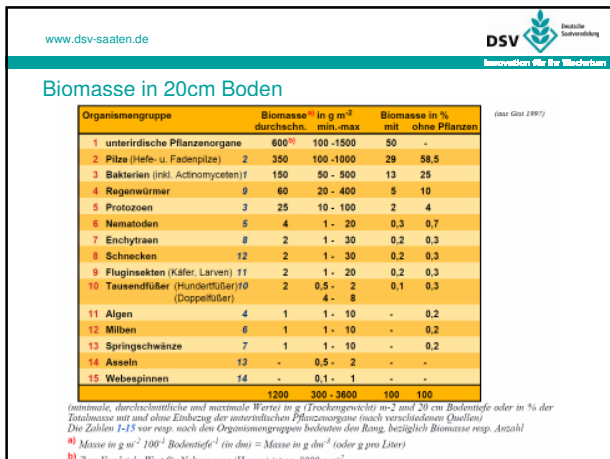 www.dsv-saaten.de
DSV Deutsche Saatveredelung
Innovation für Ihr Wachstum
Biomasse in 20cm Boden
(aus Gisi 1997)
Organismengruppe Biomasse a) in g m-2 Biomasse in %
durchschn. min.-max mit ohne Pflanzen
1 unterirdische Pflanzenorgane 600 b) 100 -1500 50 -
2 Pilze (Hefe- u. Fadenpilze) 2 350 100 -1000 29 58,5
3 Bakterien (inkl. Actinomyceten) 1 150 50 - 500 13 25
4 Regenwürmer 9 60 20 - 400 5 10
5 Protozoen 3 25 10 - 100 2 4
6 Nematoden 5 4 1 - 20 0,3 0,7
7 Enchytraen 8 2 1 - 30 0,2 0,3
8 Schnecken 12 2 1 - 30 0,2 0,3
9 Fluginsekten (Käfer, Larven) 11 2 1 - 20 0,2 0,3
10 Tausendfüßer (Hundertfüßer) 10 2 0,5 - 2 0,1 0,3
(Doppelfüßer) 4 - 8
11 Algen 4 1 1 - 10 - 0,2
12 Milben 6 1 1 - 10 - 0,2
13 Springschwänze 7 1 1 - 10 - 0,2
14 Asseln 13 - 0,5 - 2
15 Webespinnen 14 - 0,1 - 1
1200 300 - 3600 100 100
(minimale, durchschnittliche und maximale Werte) in g (Trockengewicht) m-2 und 20 cm Bodentiefe oder in % der
Totalmasse mit und ohne Einbezug der unterirdischen Pflanzenorgane (nach verschiedenen Quellen)
Die Zahlen 1-15 vor resp. nach den Organismengruppen bedeuten den Rang, bezüglich Biomasse resp. Anzahl
a) Masse in g m-2 100-1 Bodentiefe-1 (in dm) = Masse in g dm-3 (oder g pro Liter)
b)